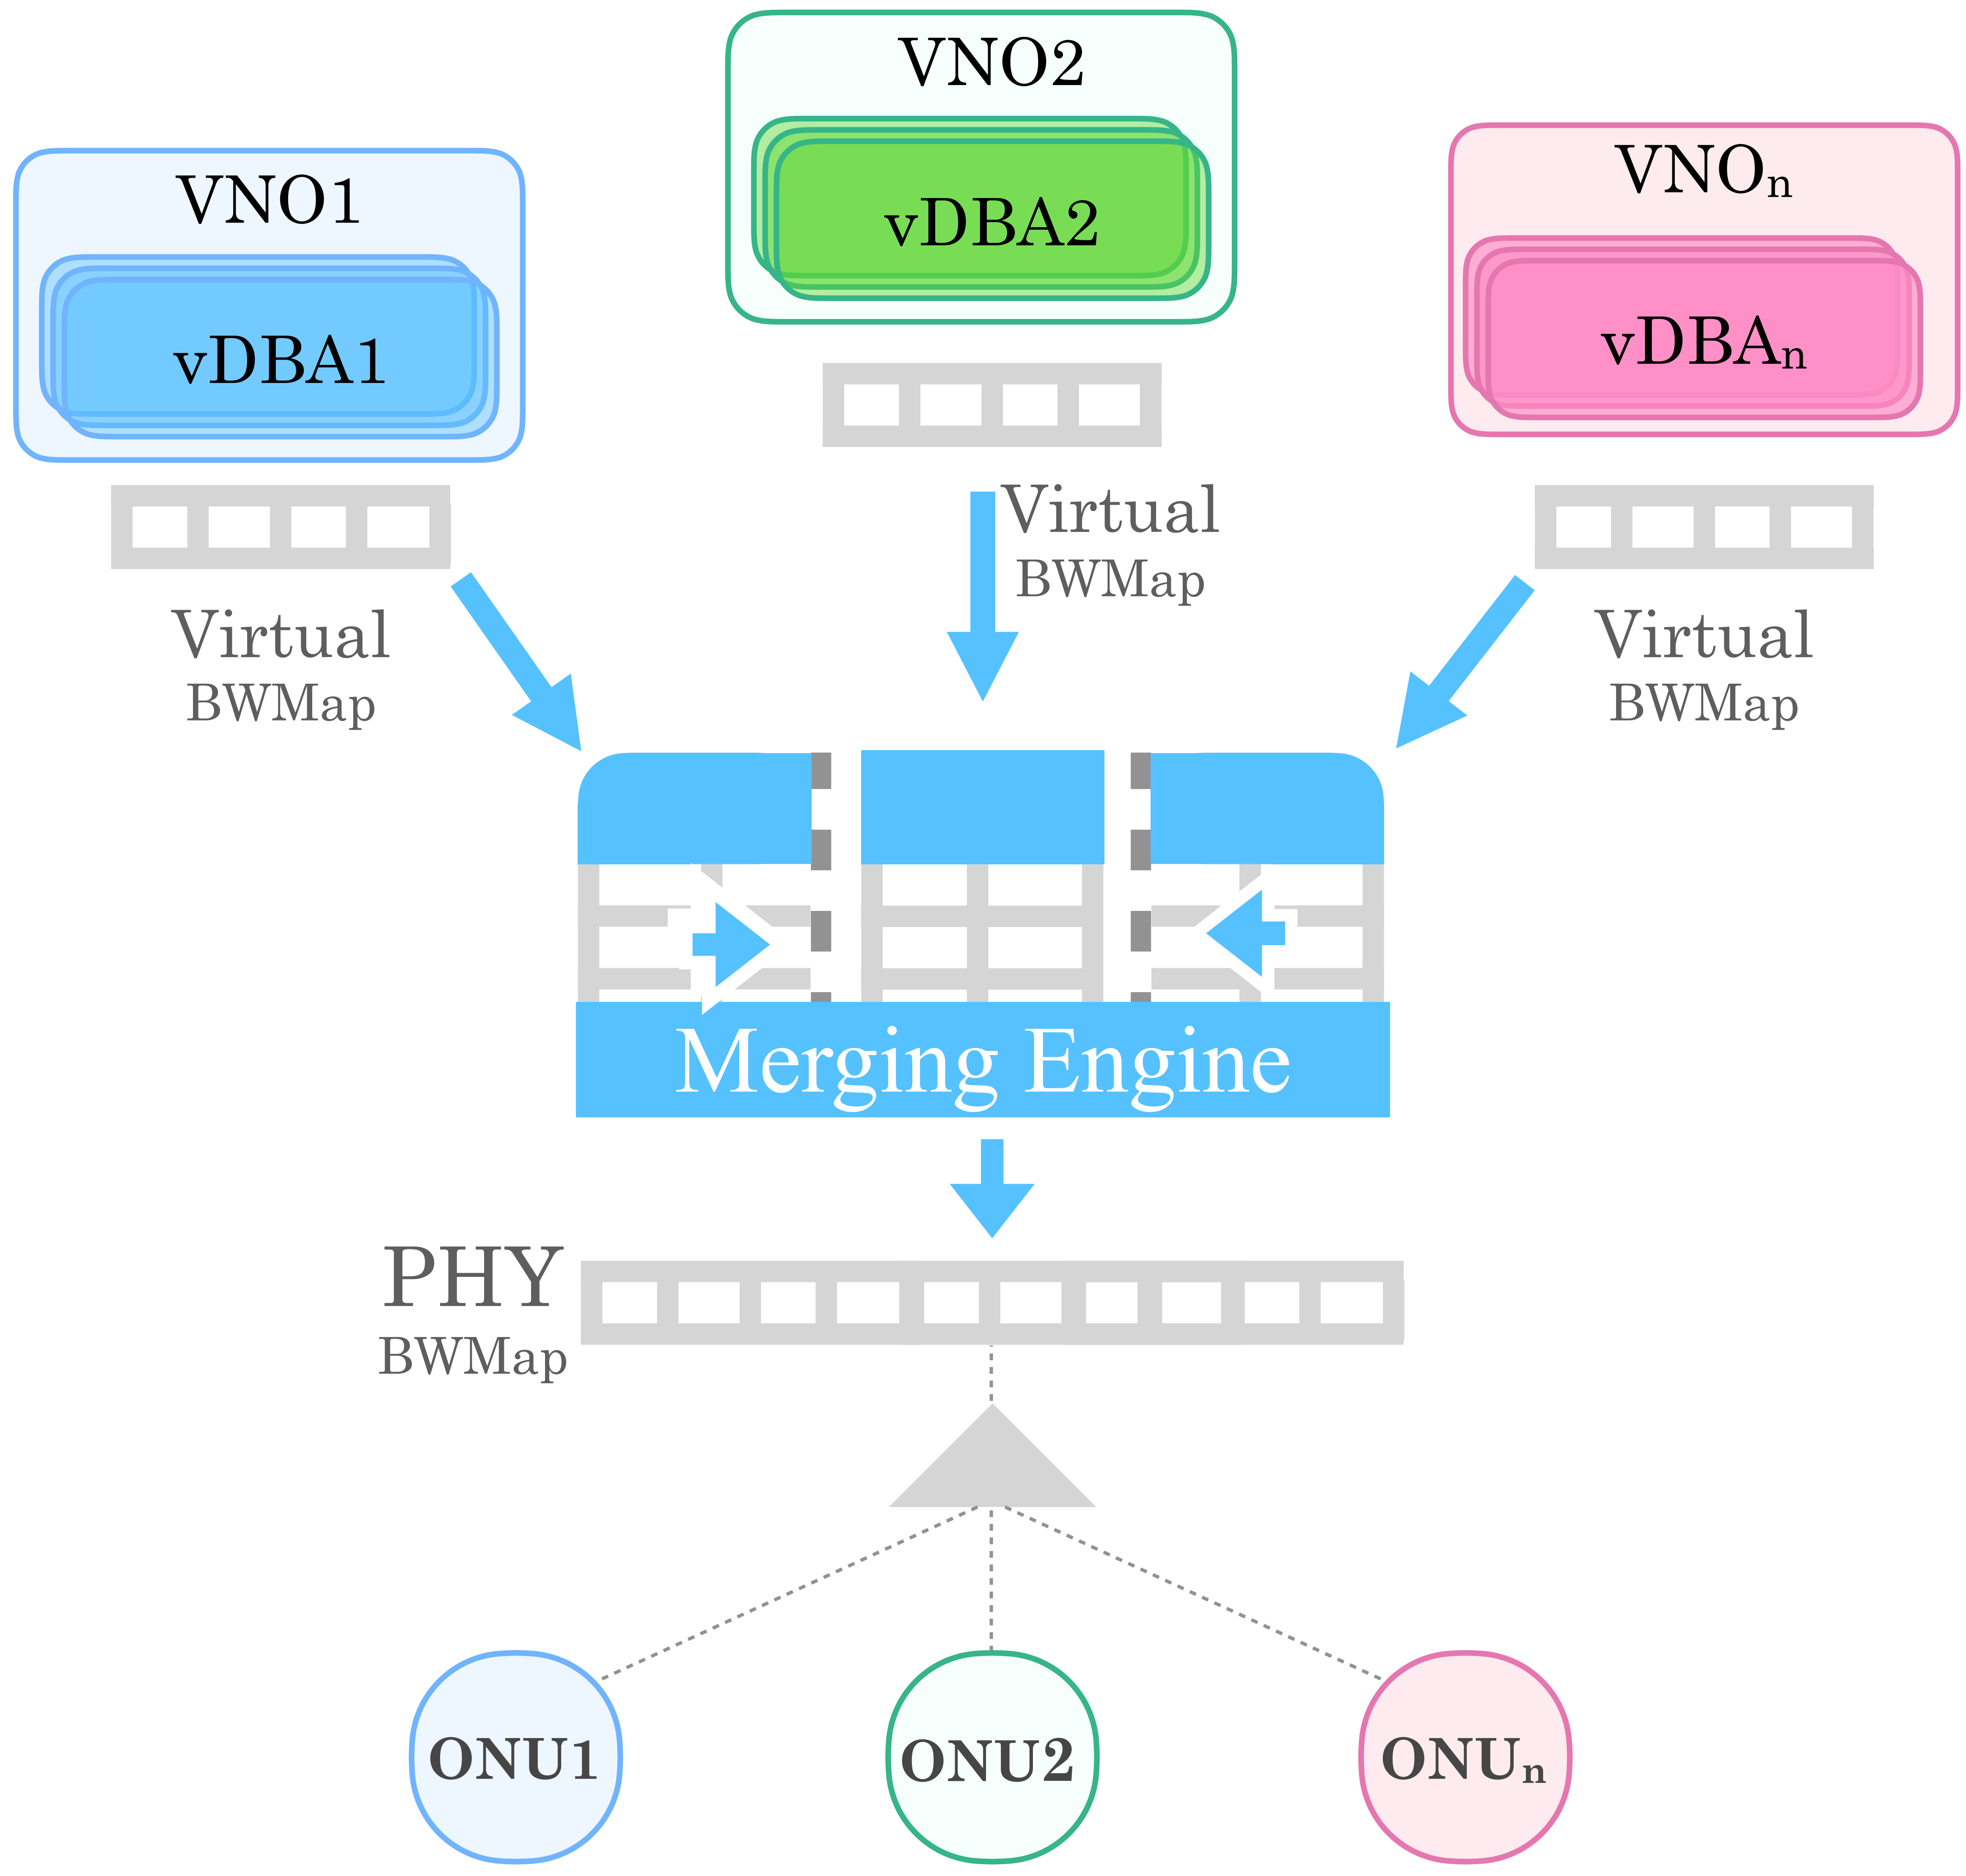 VNO2
vDBA2
VNOn
vDBAn
VNO1
vDBA1
Virtual
BWMap
Virtual
BWMap
Virtual
BWMap
Merging Engine
PHY
BWMap
ONU1
ONU2
ONUn